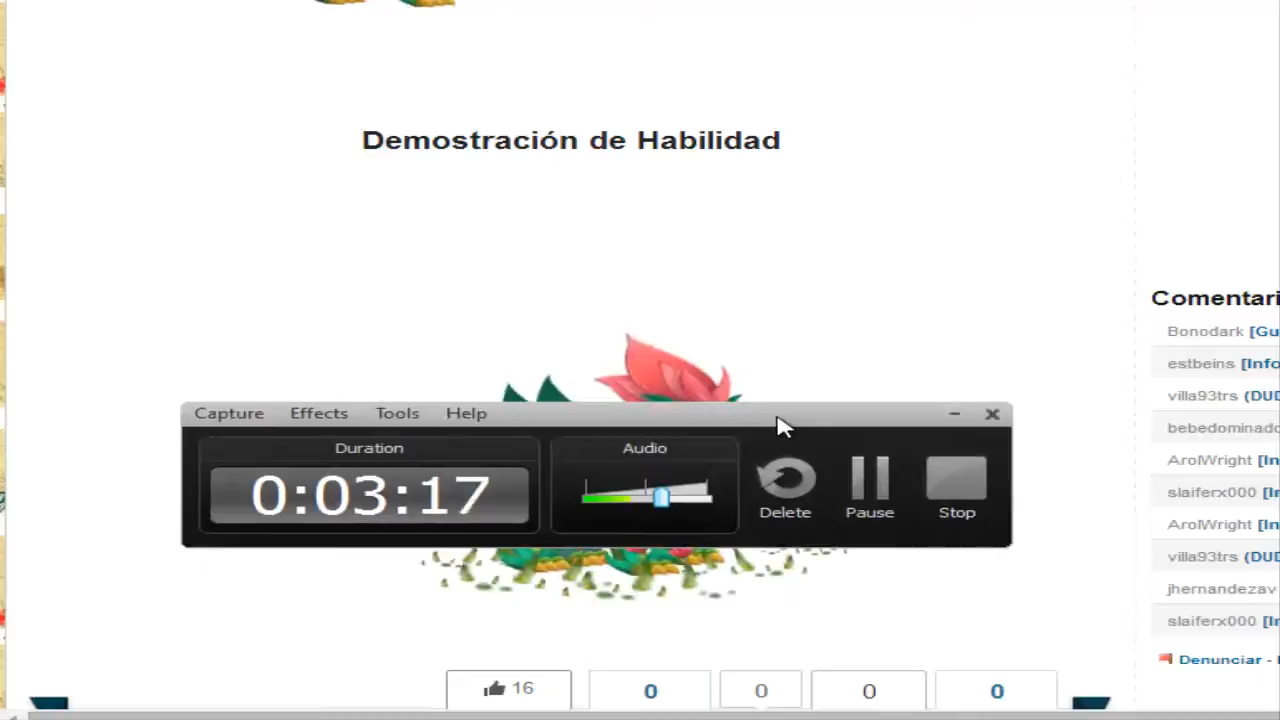 Demostración de Habilidad
Capture Effects Tools Help
Duration
0:03:17
Audio
Delete
Pause
Stop
16
0
0
0
0
Comentari
Bonodark [Gu
estbeins [Info
villa93trs (DUD
bebedominado
ArolWright [In
slaiferx000 [In
ArolWright [In
villa93trs (DUD
jhernandezav
slaiferx000 [In
Denunciar -